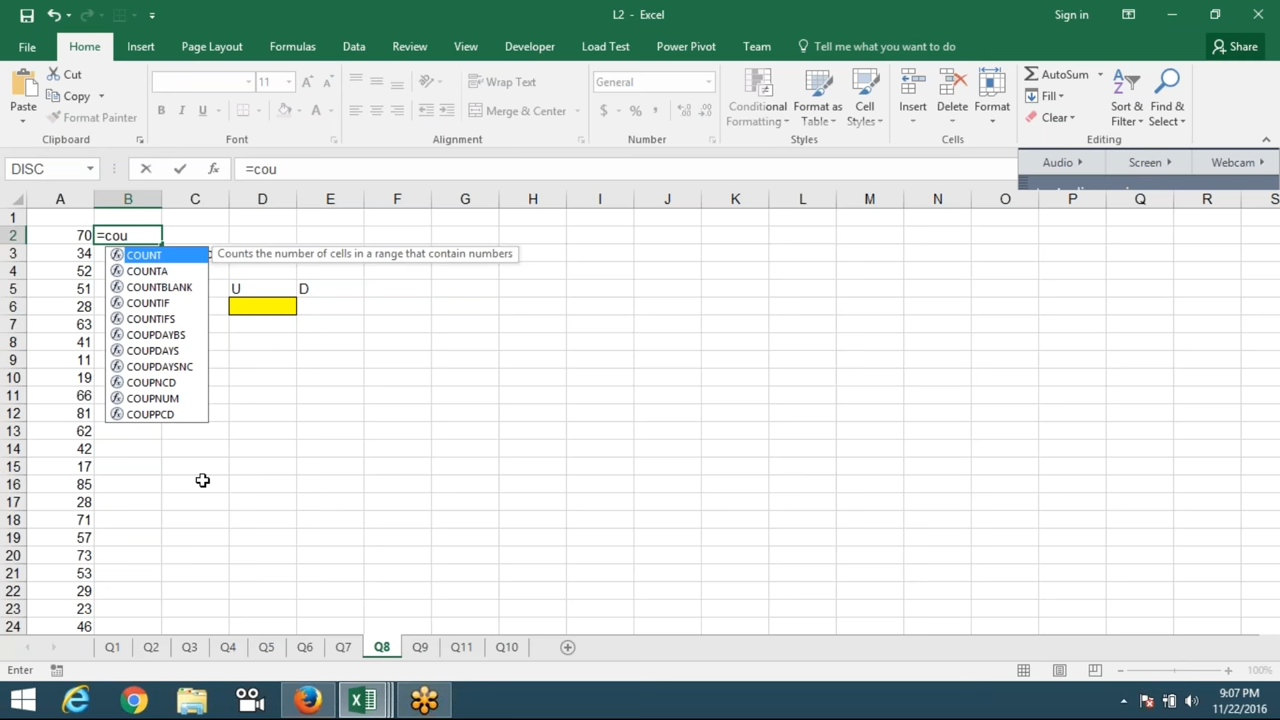 L2 - Excel
Sign in
File Home Insert Page Layout Formulas Data Review View Developer Load Test Power Pivot Team Tell me what you want to do Share
Paste
Cut
Copy
Format Painter
Clipboard
11 A A
B I U A
Font
Wrap Text
Merge & Center
Alignment
General
$ % ,
Number
Conditional Formatting
Format as Table
Cell Styles
Styles
Insert Delete Format
Cells
AutoSum
Fill
Clear
Sort & Filter
Find & Select
Editing
DISC
fx
=cou
Audio Screen Webcam
A B C D E F G H I J K L M N O P Q R S
1
2 70 =cou
3 34
4 52
5 51 U D
6 28
7 63
8 41
9 11
10 19
11 66
12 81
13 62
14 42
15 17
16 85
17 28
18 71
19 57
20 73
21 53
22 29
23 23
24 46
COUNT
Counts the number of cells in a range that contain numbers
COUNTA
COUNTBLANK
COUNTIF
COUNTIFS
COUPDAYBS
COUPDAYS
COUPDAYSNC
COUPNCD
COUPNUM
COUPPCD
Q1 Q2 Q3 Q4 Q5 Q6 Q7 Q8 Q9 Q11 Q10
Enter
100%
9:07 PM
11/22/2016